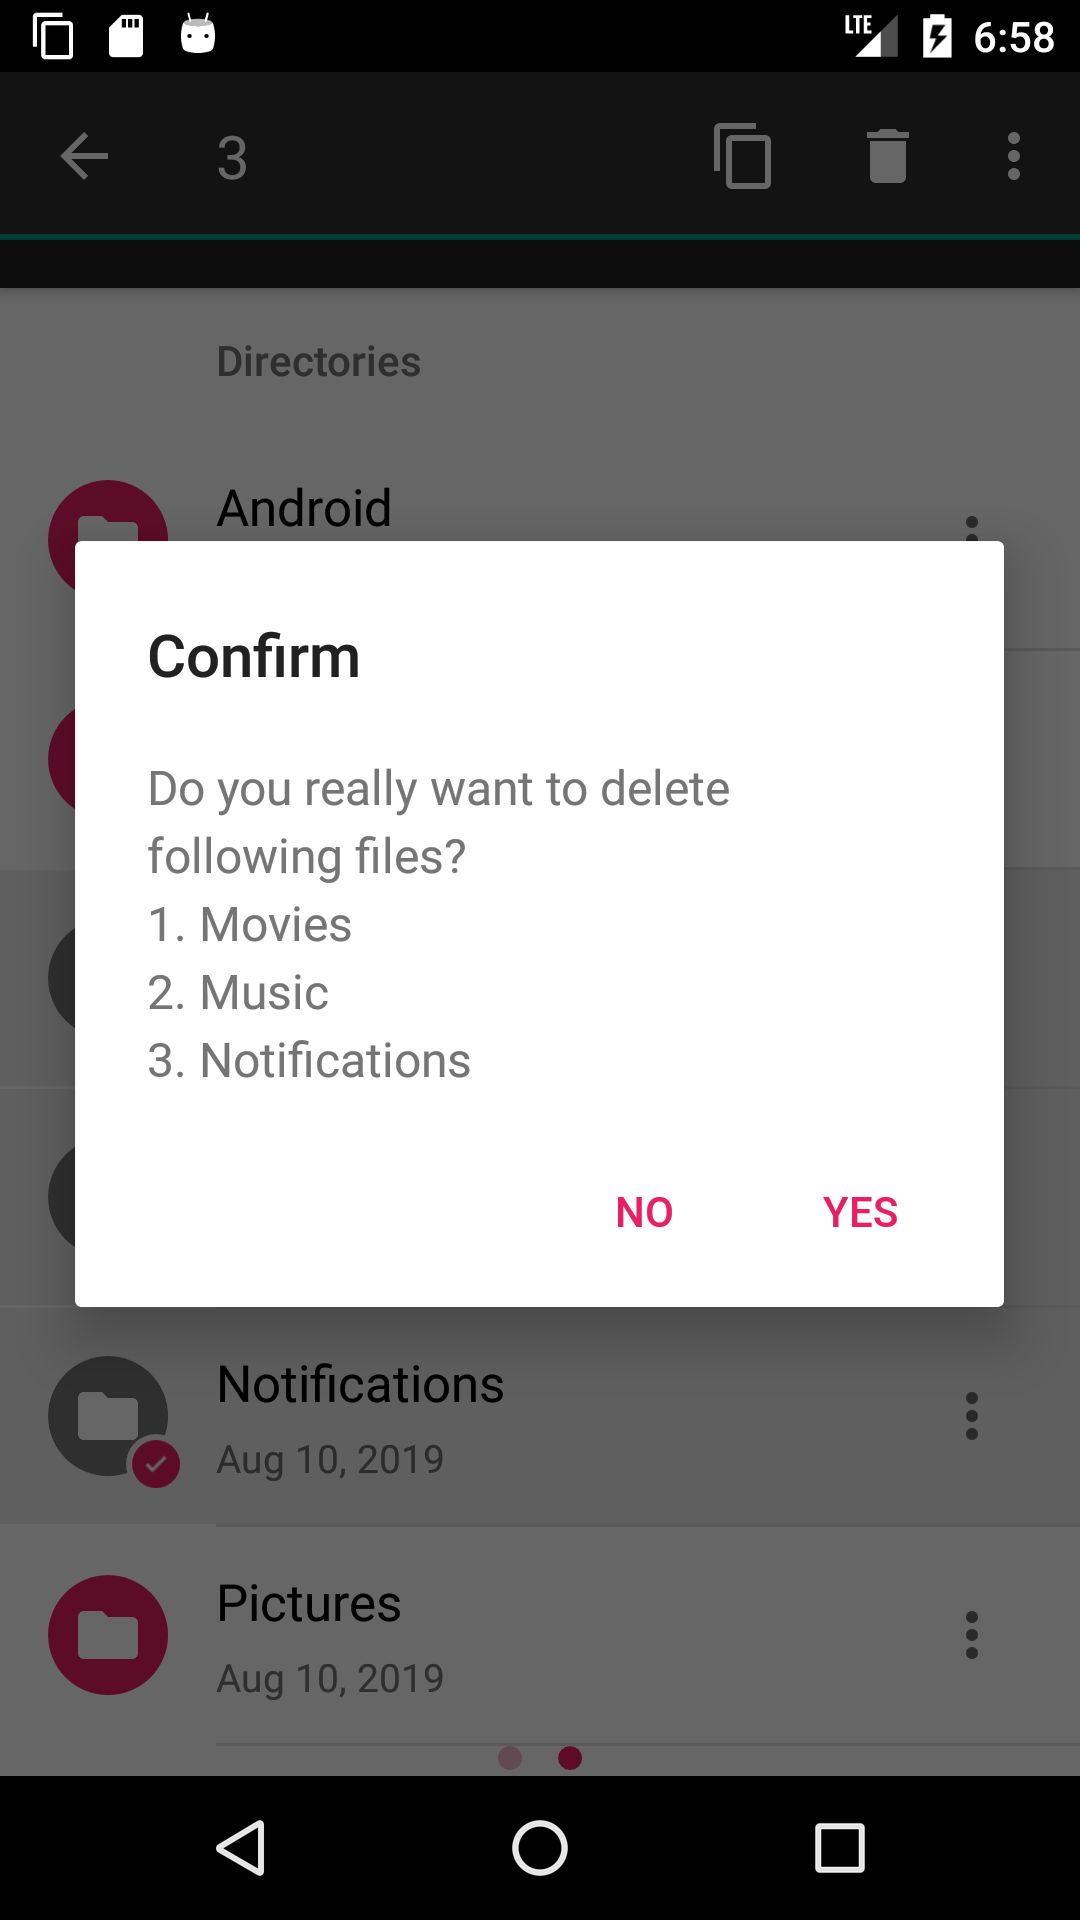 LTE 6:58
3
Directories
Android
Confirm
Do you really want to delete
following files?
1. Movies
2. Music
3. Notifications
NO YES
Notifications
Aug 10, 2019
Pictures
Aug 10, 2019